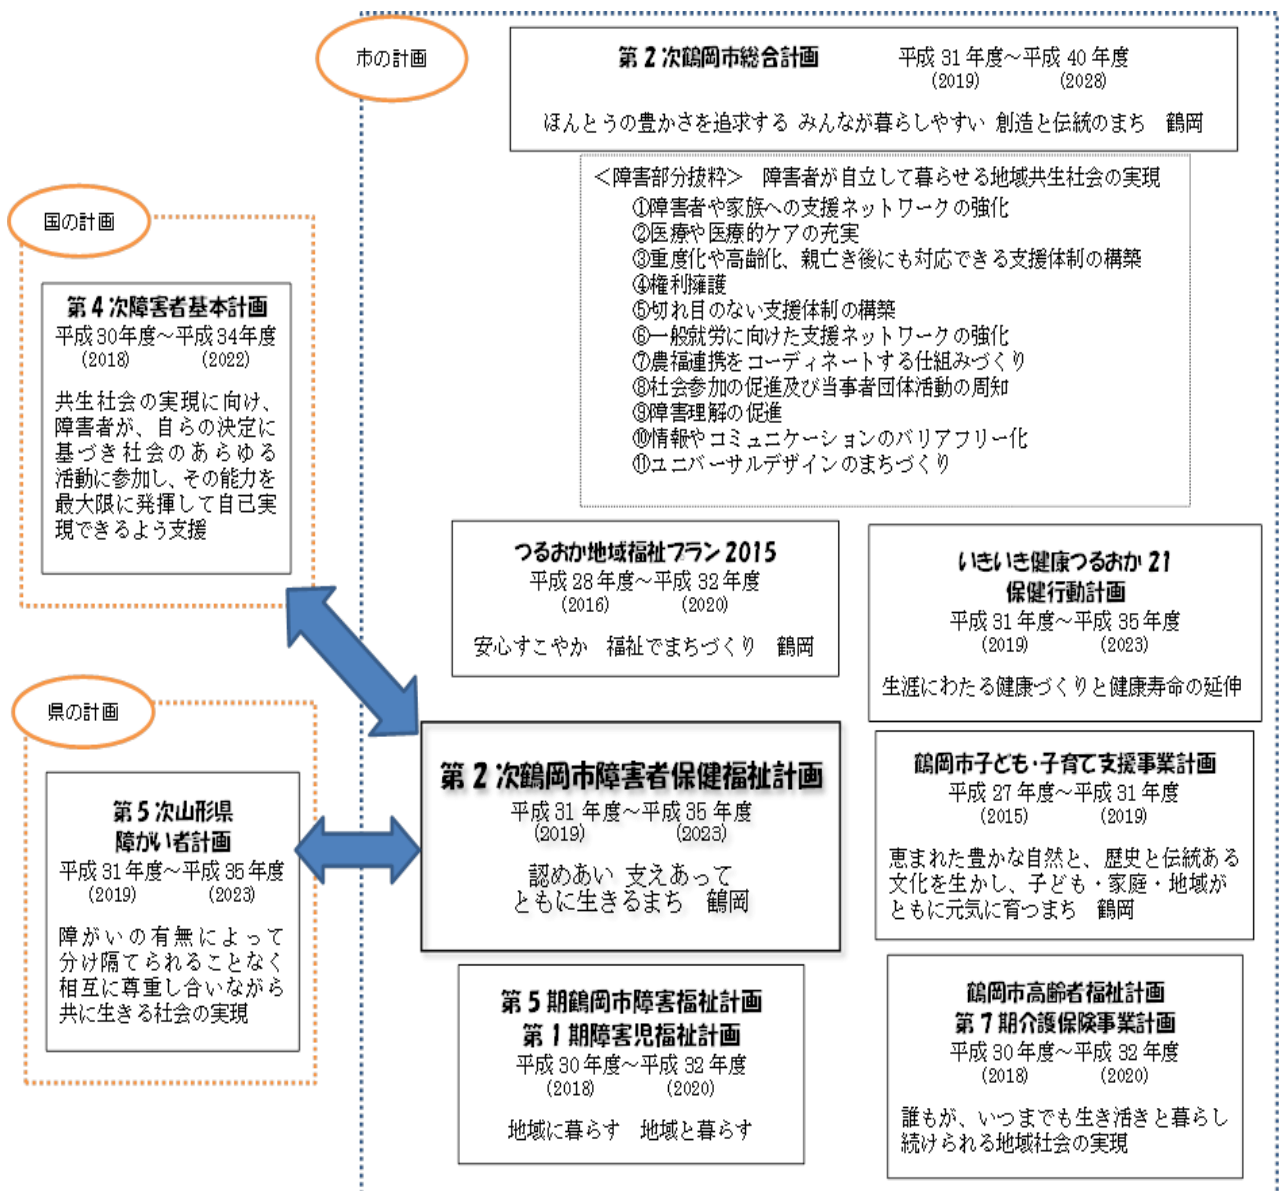 市の計画
第2次鶴岡市総合計画 平成31年度～平成40年度
(2019) (2028)
ほんとうの豊かさを追求する みんなが暮らしやすい 創造と伝統のまち 鶴岡
＜障害部分抜粋＞ 障害者が自立して暮らせる地域共生社会の実現
①障害者や家族への支援ネットワークの強化
②医療や医療的ケアの充実
③重度化や高齢化、親亡き後にも対応できる支援体制の構築
④権利擁護
⑤切れ目のない支援体制の構築
⑥一般就労に向けた支援ネットワークの強化
⑦農福連携をコーディネートする仕組みづくり
⑧社会参加の促進及び当事者団体活動の周知
⑨障害理解の促進
⑩情報やコミュニケーションのバリアフリー化
⑪ユニバーサルデザインのまちづくり
国の計画
第4次障害者基本計画
平成30年度～平成34年度
(2018) (2022)
共生社会の実現に向け、
障害者が、自らの決定に
基づき社会のあらゆる
活動に参加し、その能力を
最大限に発揮して自己実
現できるよう支援
県の計画
第5次山形県
障がい者計画
平成31年度～平成35年度
(2019) (2023)
障がいの有無によって
分け隔てられることなく
相互に尊重し合いながら
共に生きる社会の実現
つるおか地域福祉プラン2015
平成28年度～平成32年度
(2016) (2020)
安心すこやか 福祉でまちづくり 鶴岡
いきいき健康つるおか21
保健行動計画
平成31年度～平成35年度
(2019) (2023)
生涯にわたる健康づくりと健康寿命の延伸
第2次鶴岡市障害者保健福祉計画
平成31年度～平成35年度
(2019) (2023)
認めあい 支えあって
ともに生きるまち 鶴岡
鶴岡市子ども・子育て支援事業計画
平成27年度～平成31年度
(2015) (2019)
恵まれた豊かな自然と、歴史と伝統ある
文化を生かし、子ども・家庭・地域が
ともに元気に育つまち 鶴岡
第5期鶴岡市障害福祉計画
第1期障害児福祉計画
平成30年度～平成32年度
(2018) (2020)
地域に暮らす 地域と暮らす
鶴岡市高齢者福祉計画
第7期介護保険事業計画
平成30年度～平成32年度
(2018) (2020)
誰もが、いつまでも生き活きと暮らし
続けられる地域社会の実現